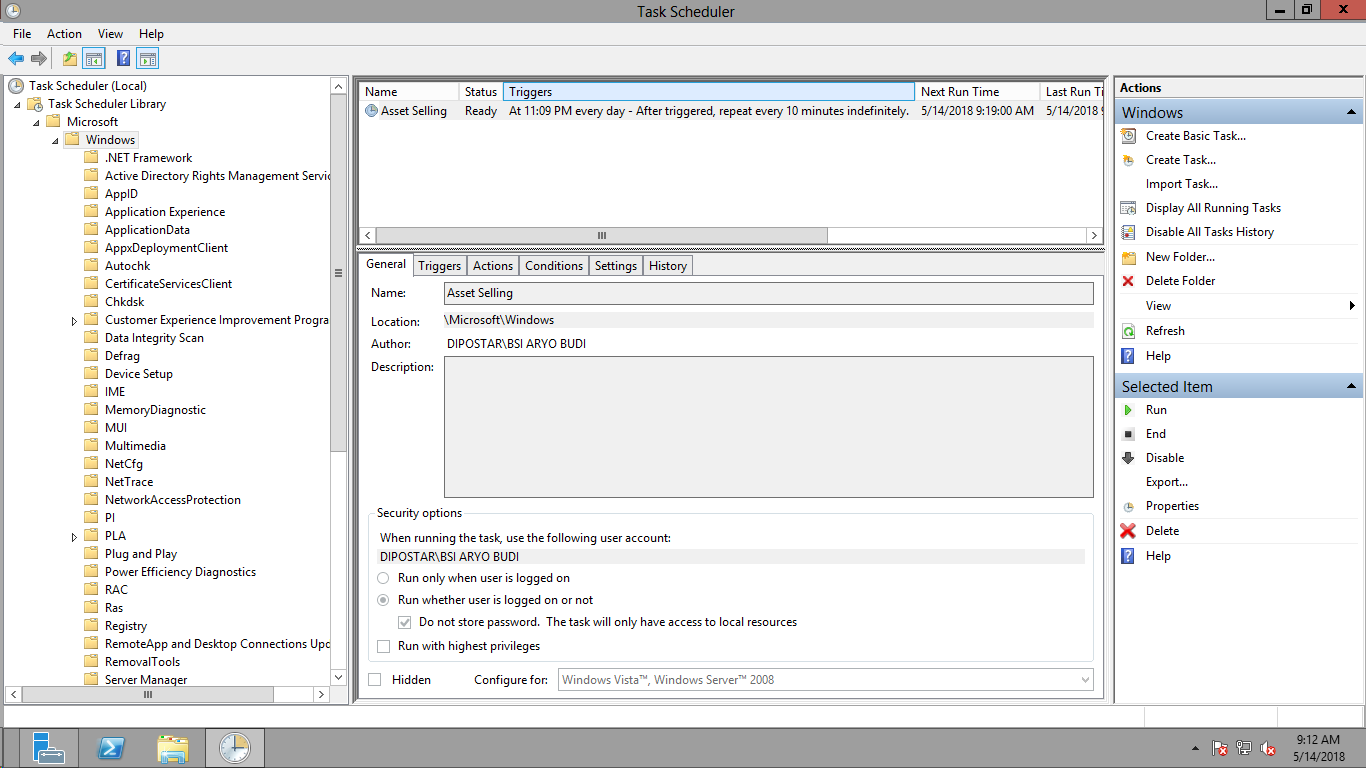 Task Scheduler
File Action View Help
Task Scheduler (Local)
Task Scheduler Library
Microsoft
Windows
.NET Framework
Active Directory Rights Management Servic
AppID
Application Experience
ApplicationData
AppxDeploymentClient
Autochk
CertificateServicesClient
Chkdsk
Customer Experience Improvement Progra
Data Integrity Scan
Defrag
Device Setup
IME
MemoryDiagnostic
MUI
Multimedia
NetCfg
NetTrace
NetworkAccessProtection
PI
PLA
Plug and Play
Power Efficiency Diagnostics
RAC
Ras
Registry
RemoteApp and Desktop Connections Upd
RemovalTools
Server Manager
Name Status Triggers Next Run Time Last Run Ti
Asset Selling Ready At 11:09 PM every day - After triggered, repeat every 10 minutes indefinitely. 5/14/2018 9:19:00 AM 5/14/2018 9
General Triggers Actions Conditions Settings History
Name: Asset Selling
Location: \Microsoft\Windows
Author: DIPOSTAR\BSI ARYO BUDI
Description:
Security options
When running the task, use the following user account:
DIPOSTAR\BSI ARYO BUDI
Run only when user is logged on
Run whether user is logged on or not
Do not store password. The task will only have access to local resources
Run with highest privileges
Hidden Configure for: Windows Vista™, Windows Server™ 2008
Actions
Windows
Create Basic Task...
Create Task...
Import Task...
Display All Running Tasks
Disable All Tasks History
New Folder...
Delete Folder
View
Refresh
Help
Selected Item
Run
End
Disable
Export...
Properties
Delete
Help
9:12 AM
5/14/2018